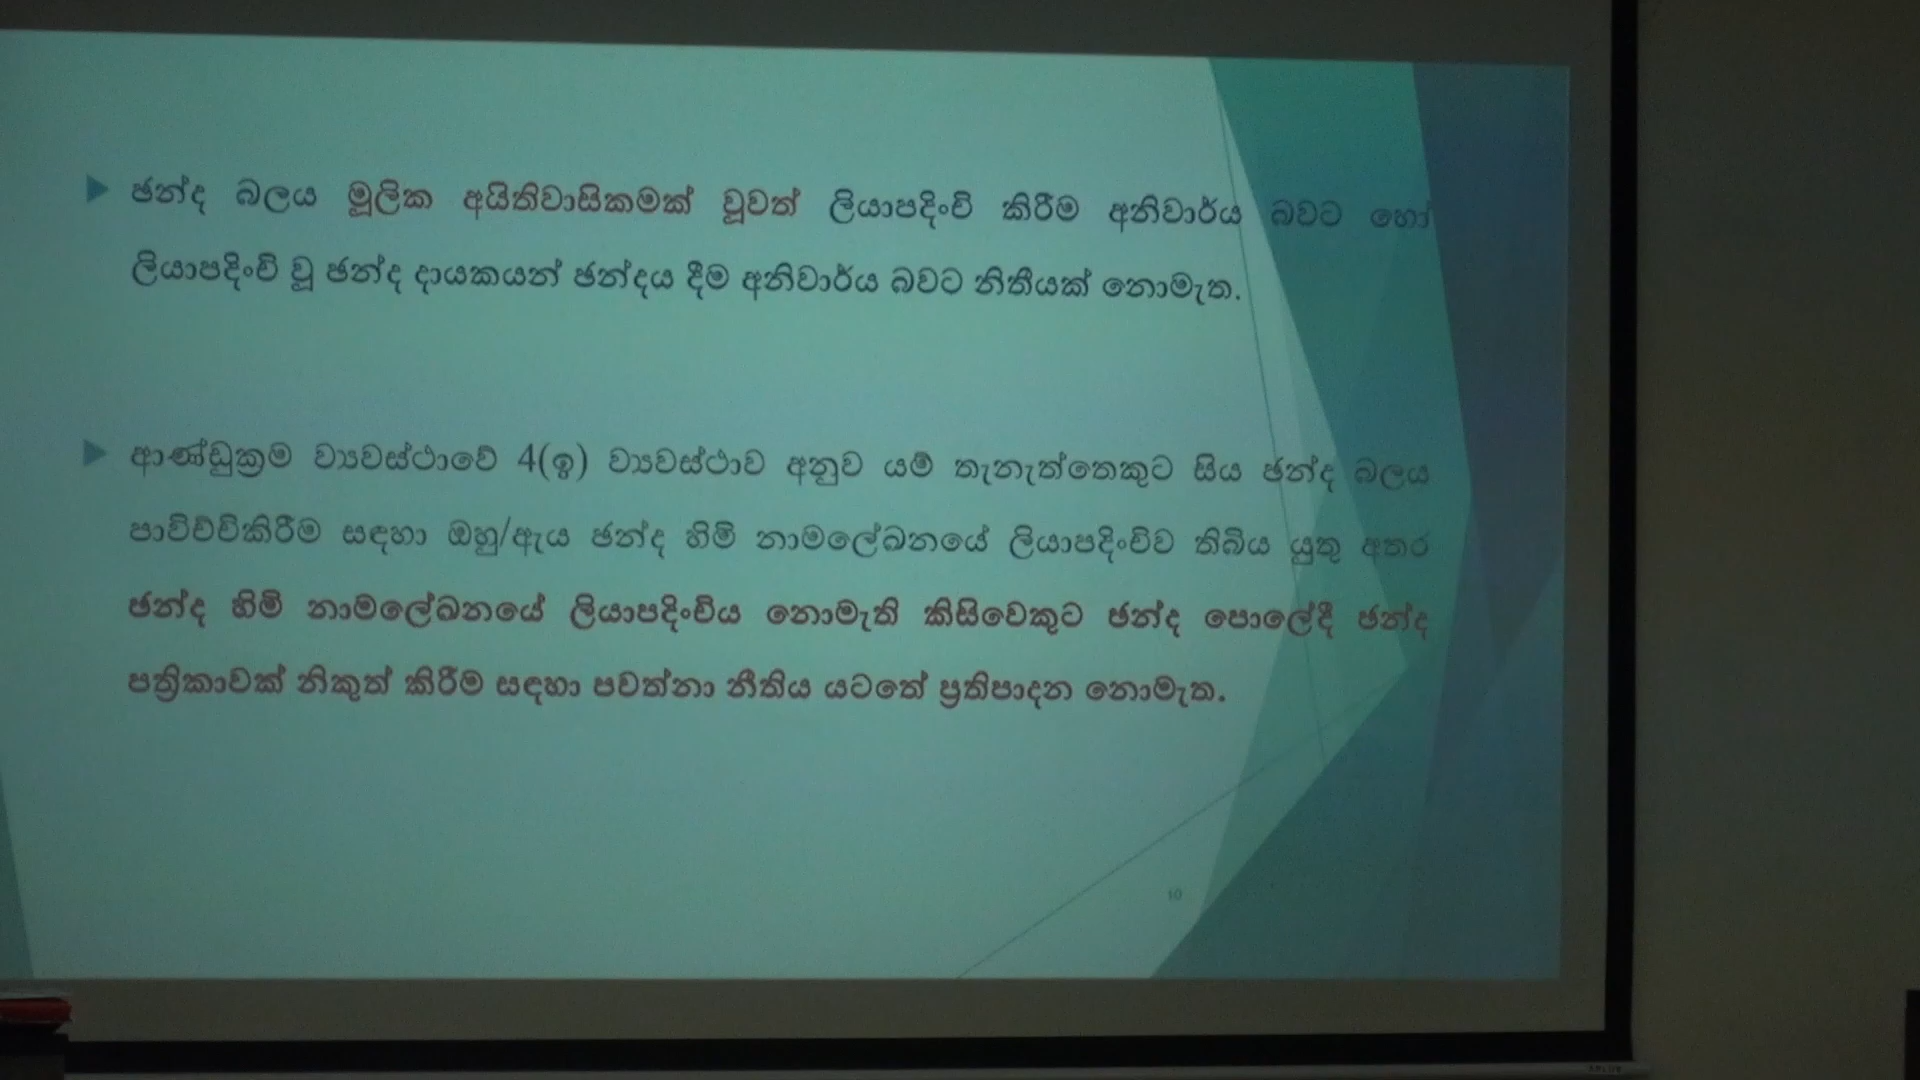 ඡන්ද බලය මූලික අයිතිවාසිකමක් වූවත් ලියාපදිංචි කිරීම අනිවාර්ය බවට හෝ
ලියාපදිංචි වූ ඡන්ද දායකයන් ඡන්දය දීම අනිවාර්ය බවට නිතීයක් නොමැත.
ආණ්ඩුක්‍රම ව්‍යවස්ථාවේ 4(ඉ) ව්‍යවස්ථාව අනුව යම් තැනැත්තෙකුට සිය ඡන්ද බලය
පාවිච්චිකිරීම සඳහා ඔහු/ඇය ඡන්ද හිමි නාමලේඛනයේ ලියාපදිංචිව තිබිය යුතු අතර
ඡන්ද හිමි නාමලේඛනයේ ලියාපදිංචිය නොමැති කිසිවෙකුට ඡන්ද පොලේදී ඡන්ද
පත්‍රිකාවක් නිකුත් කිරීම සඳහා පවත්නා නීතිය යටතේ ප්‍රතිපාදන නොමැත.
10